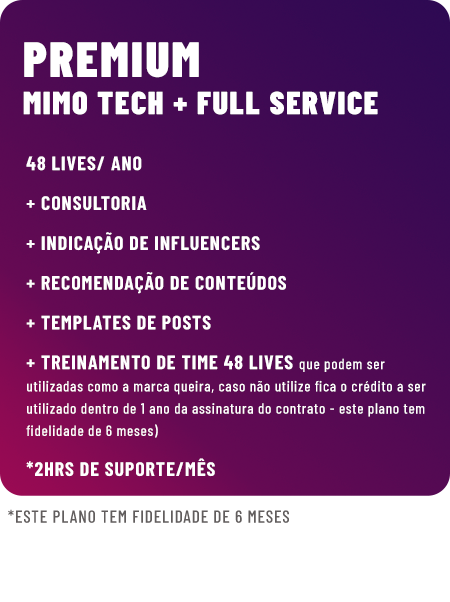 PREMIUM
MIMO TECH + FULL SERVICE
48 LIVES/ ANO
+ CONSULTORIA
+ INDICAÇÃO DE INFLUENCERS
+ RECOMENDAÇÃO DE CONTEÚDOS
+ TEMPLATES DE POSTS
+ TREINAMENTO DE TIME 48 LIVES que podem ser
utilizadas como a marca queira, caso não utilize fica o crédito a ser
utilizado dentro de 1 ano da assinatura do contrato - este plano tem
fidelidade de 6 meses)
*2HRS DE SUPORTE/MÊS
*ESTE PLANO TEM FIDELIDADE DE 6 MESES